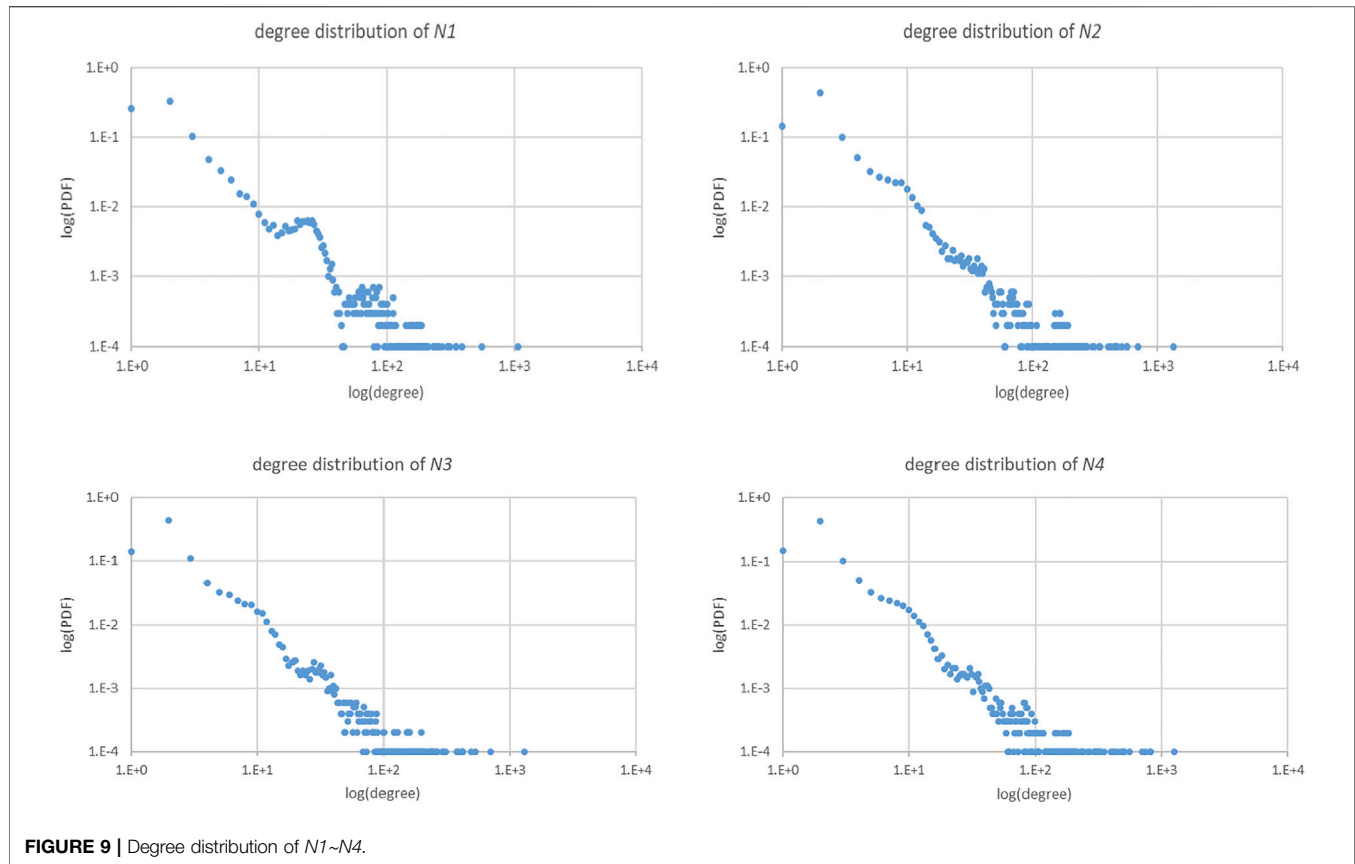 degree distribution of N1
1.E+0
1.E-1
1.E-2
1.E-3
1.E-4
log(PDF)
1.E+0
1.E+1
1.E+2
1.E+3
1.E+4
log(degree)
degree distribution of N2
1.E+0
1.E-1
1.E-2
1.E-3
1.E-4
log(PDF)
1.E+0
1.E+1
1.E+2
1.E+3
1.E+4
log(degree)
degree distribution of N3
1.E+0
1.E-1
1.E-2
1.E-3
1.E-4
log(PDF)
1.E+0
1.E+1
1.E+2
1.E+3
1.E+4
log(degree)
degree distribution of N4
1.E+0
1.E-1
1.E-2
1.E-3
1.E-4
log(PDF)
1.E+0
1.E+1
1.E+2
1.E+3
1.E+4
log(degree)
FIGURE 9 | Degree distribution of N1~N4.